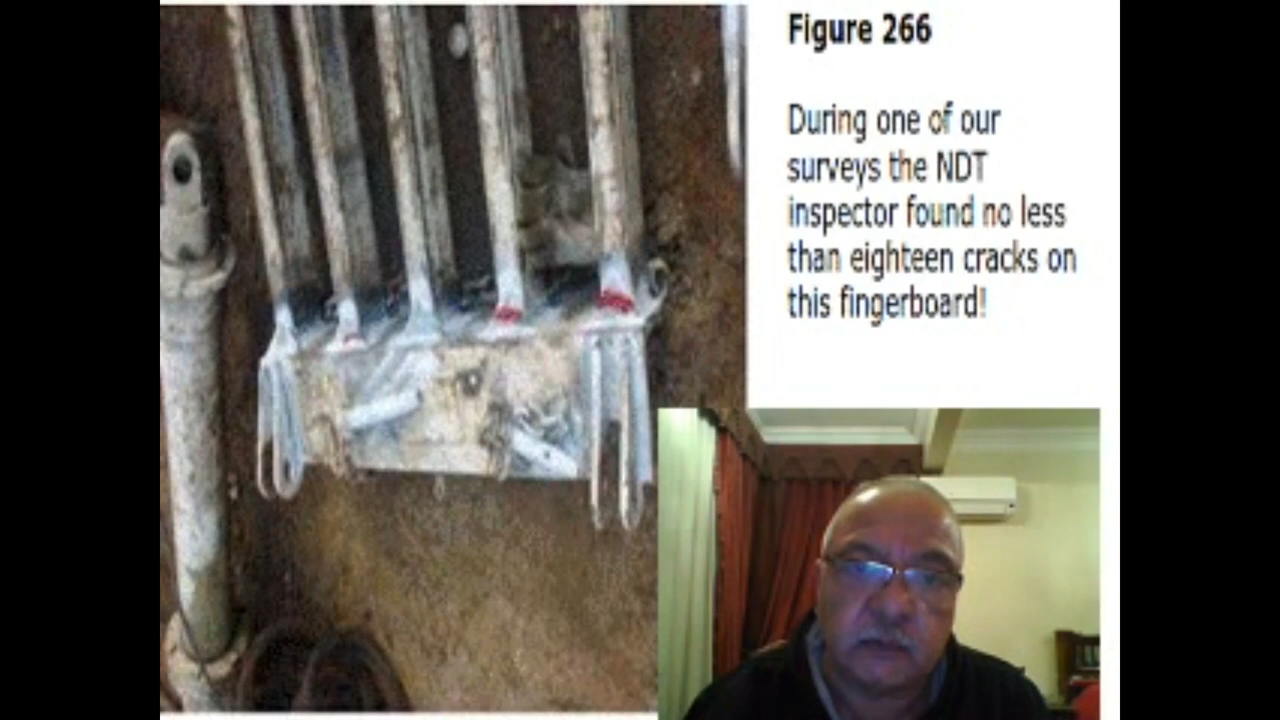 Figure 266
During one of our
surveys the NDT
inspector found no less
than eighteen cracks on
this fingerboard!